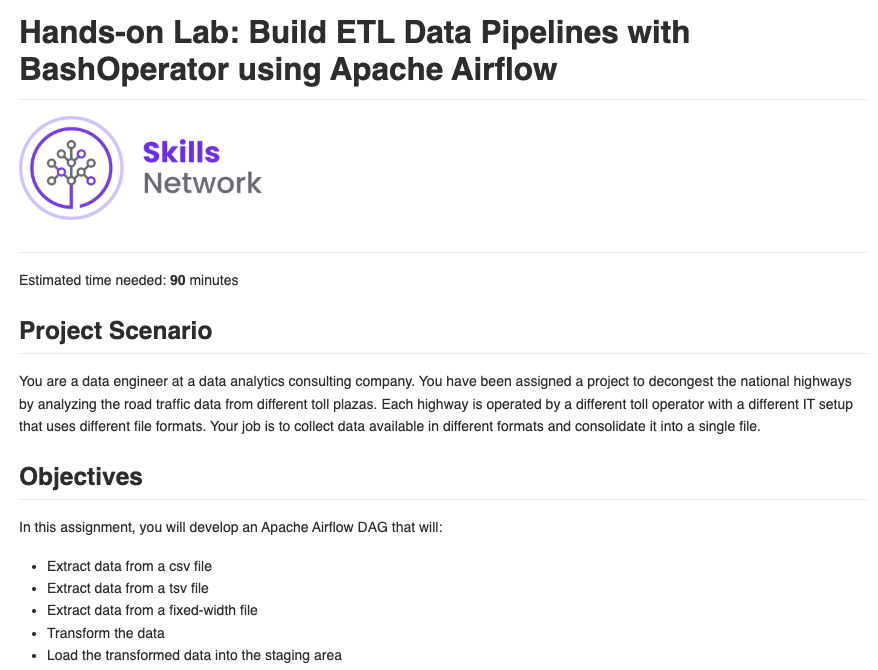 Hands-on Lab: Build ETL Data Pipelines with
BashOperator using Apache Airflow
Skills
Network
Estimated time needed: 90 minutes
Project Scenario
You are a data engineer at a data analytics consulting company. You have been assigned a project to decongest the national highways
by analyzing the road traffic data from different toll plazas. Each highway is operated by a different toll operator with a different IT setup
that uses different file formats. Your job is to collect data available in different formats and consolidate it into a single file.
Objectives
In this assignment, you will develop an Apache Airflow DAG that will:
• Extract data from a csv file
• Extract data from a tsv file
• Extract data from a fixed-width file
• Transform the data
• Load the transformed data into the staging area